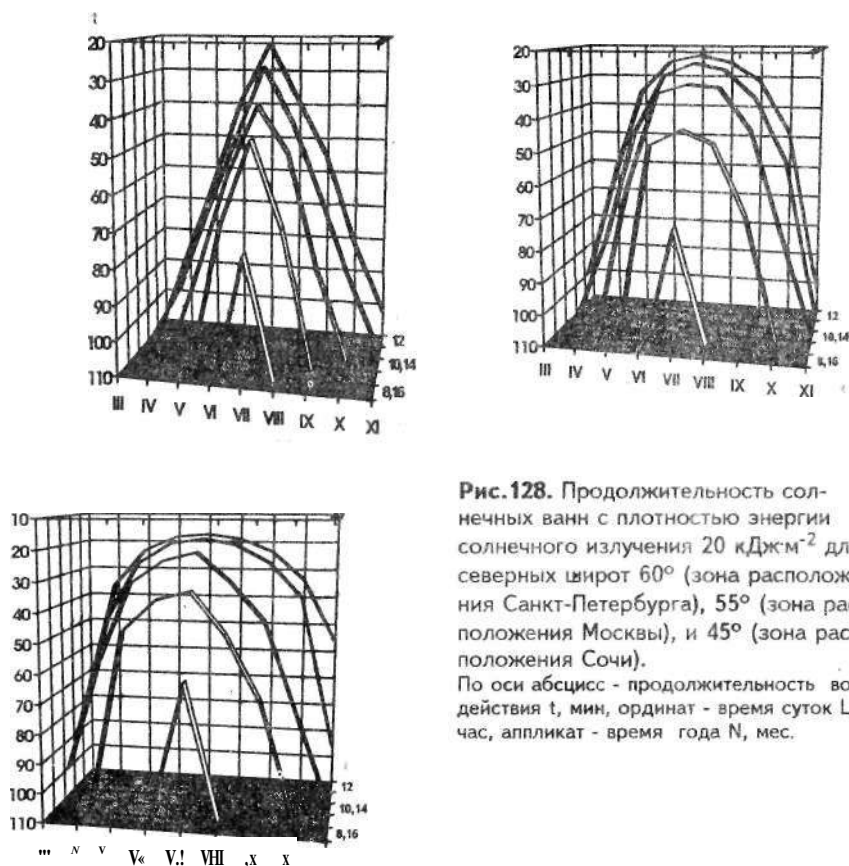 t
20
30
40
50
60
70
80
90
100
110
12
10,14
8,16
III IV V VI VII VIII IX X XI
20
30
40
50
60
70
80
90
100
110
12
10,14
8,16
III IV V VI VII VIII IX X XI
10
20
30
40
50
60
70
80
90
100
110
12
10,14
8,16
''' N V V« V.! VHI ,x x
Рис.128. Продолжительность сол-
нечных ванн с плотностью энергии
солнечного излучения 20 кДж·м-2 дл
северных широт 60° (зона располож
ния Санкт-Петербурга), 55° (зона ра
положения Москвы), и 45° (зона рас
положения Сочи).
По оси абсцисс - продолжительность во
действия t, мин, ординат - время суток L
час, аппликат - время года N, мес.